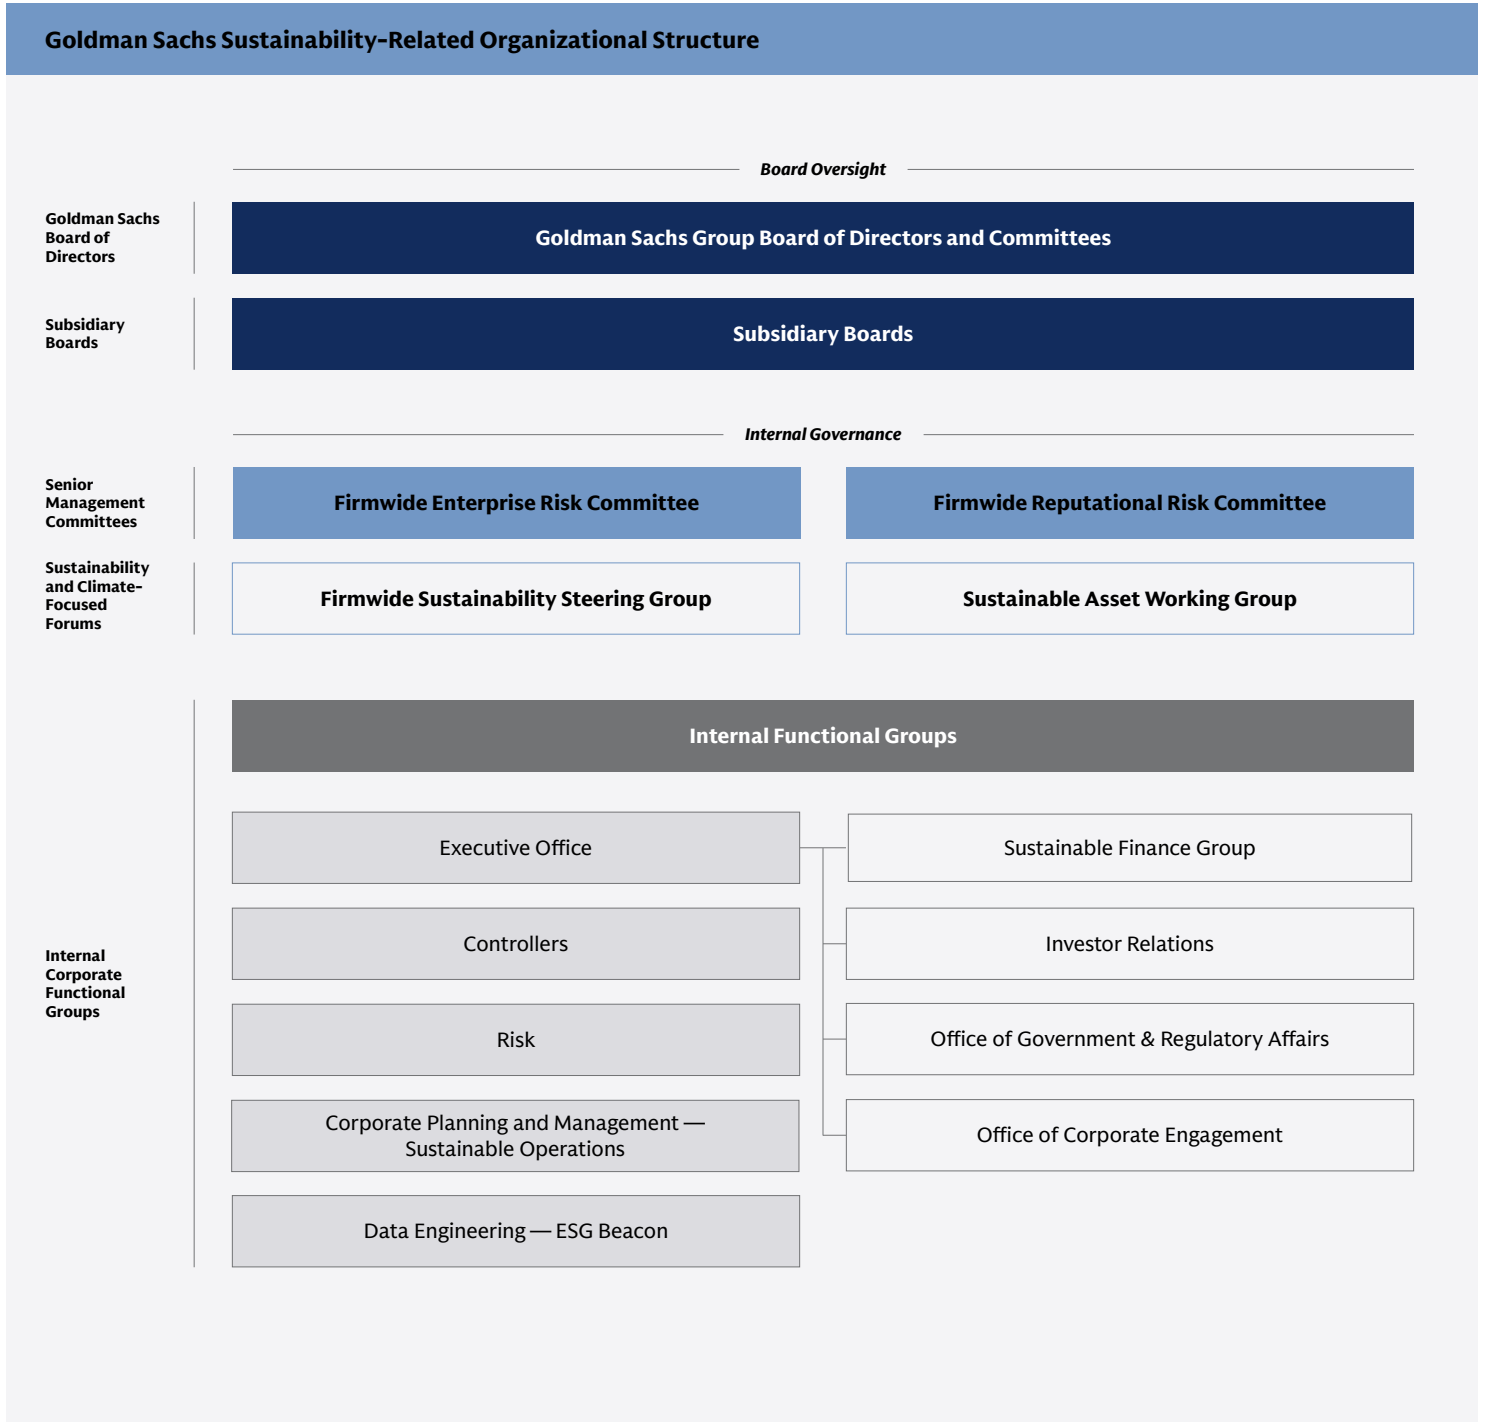 Goldman Sachs Sustainability-Related Organizational Structure
Board Oversight
Goldman Sachs
Board of
Directors
Goldman Sachs Group Board of Directors and Committees
Subsidiary
Boards
Subsidiary Boards
Internal Governance
Senior
Management
Committees
Firmwide Enterprise Risk Committee
Firmwide Reputational Risk Committee
Sustainability
and Climate-
Focused
Forums
Firmwide Sustainability Steering Group
Sustainable Asset Working Group
Internal
Corporate
Functional
Groups
Internal Functional Groups
Executive Office
Controllers
Risk
Corporate Planning and Management —
Sustainable Operations
Data Engineering — ESG Beacon
Sustainable Finance Group
Investor Relations
Office of Government & Regulatory Affairs
Office of Corporate Engagement